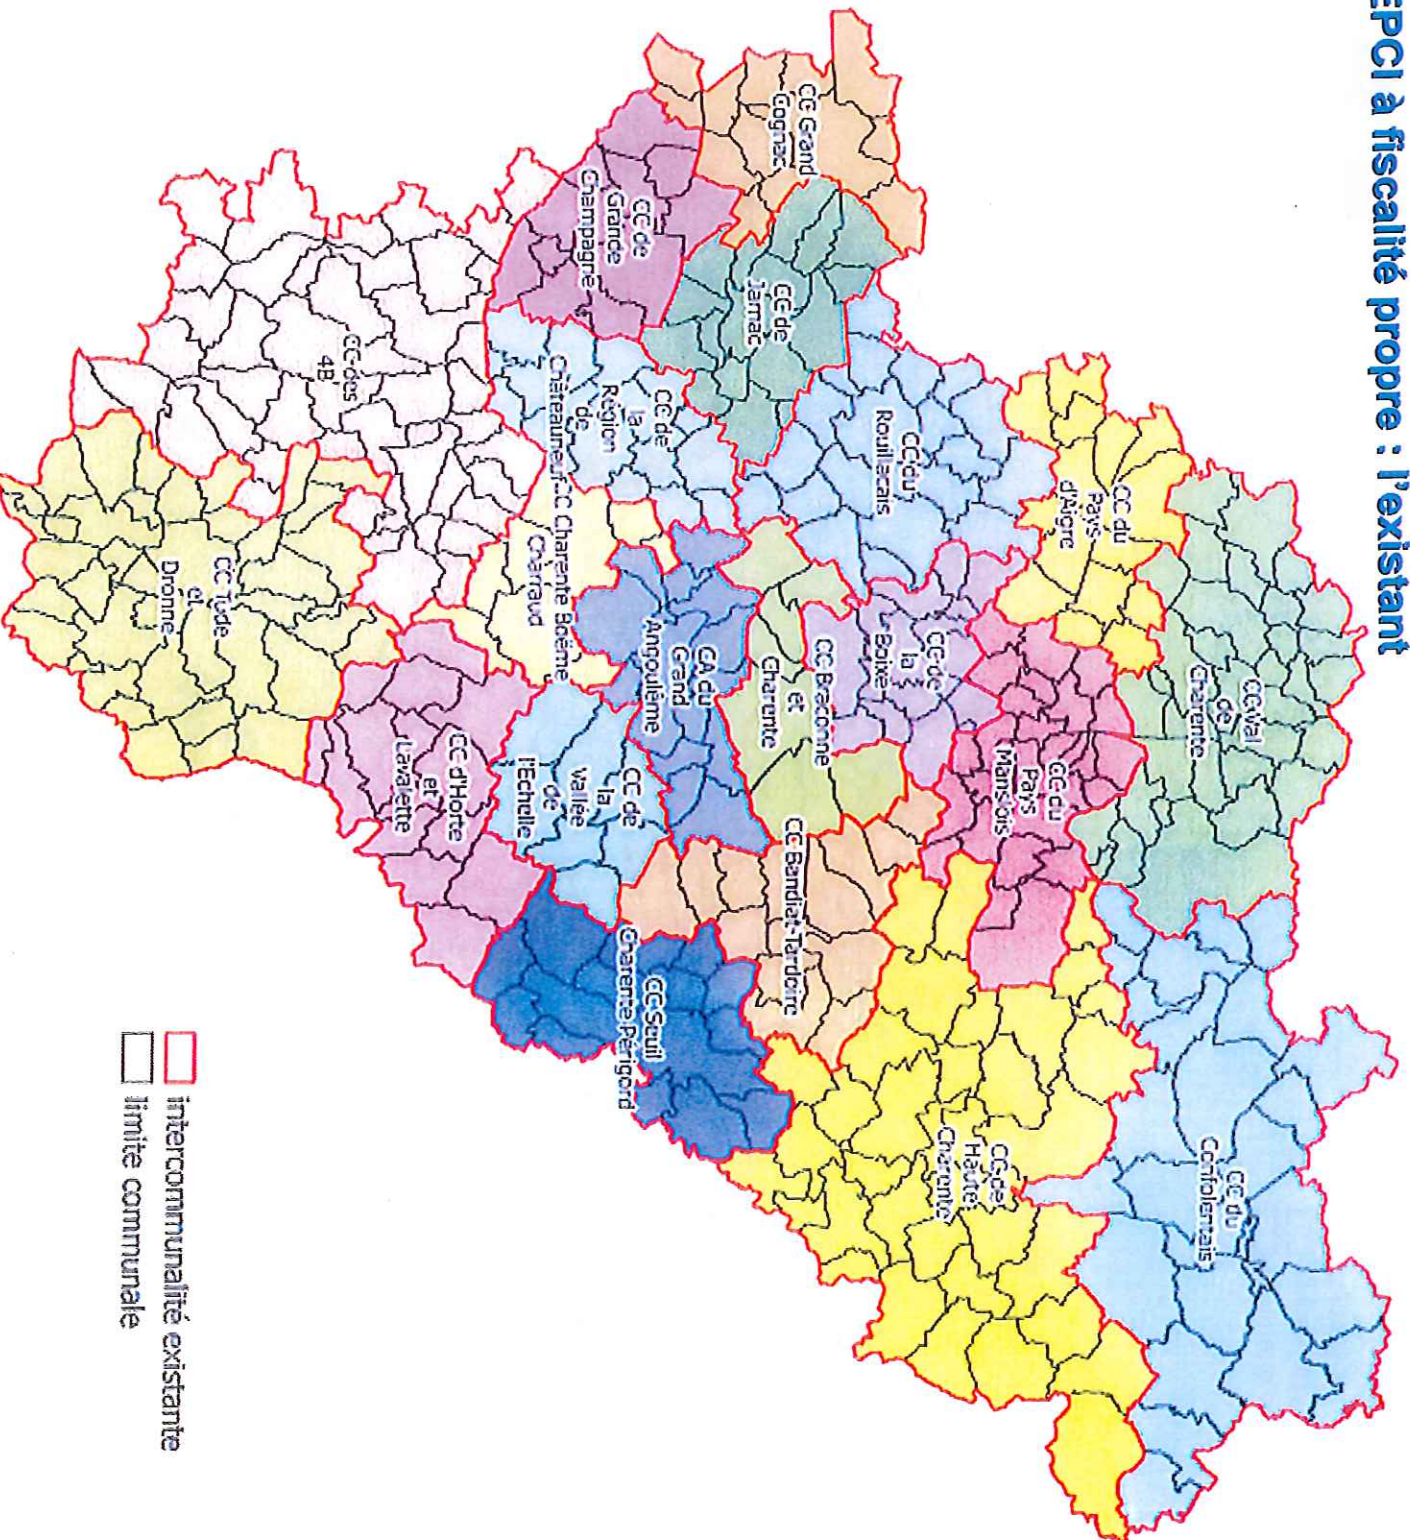 EPCI à fiscalité propre : l'existant
CC Val
de
Charente
CC du
Confolentais
CC du
Pays
d'Aigre
CC du
Pays
Manslois
CC de
Haute
Charente
CC du
Rouillacais
CC de
la
Boixe
CC Braconne
et
Charente
CC Bandiat-Tardoire
CC Grand
Cognac
CC de
Jarnac
CA du
Grand
Angoulême
CC Seuil
Charente Périgord
CC de
Grande
Champagne
CC de
la
Région
de
Châteauneuf
CC Charente Boëme
Charraud
CC de
la
Vallée
de
l'Echelle
CC d'Horte
et
Lavalette
CC des
4B
CC Tude
et
Dronne
intercommunalité existante
limite communale